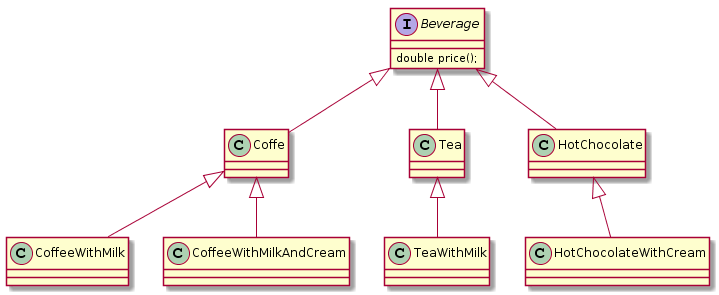 I Beverage
double price();
C Coffe
C Tea
C HotChocolate
C CoffeeWithMilk
C CoffeeWithMilkAndCream
C TeaWithMilk
C HotChocolateWithCream